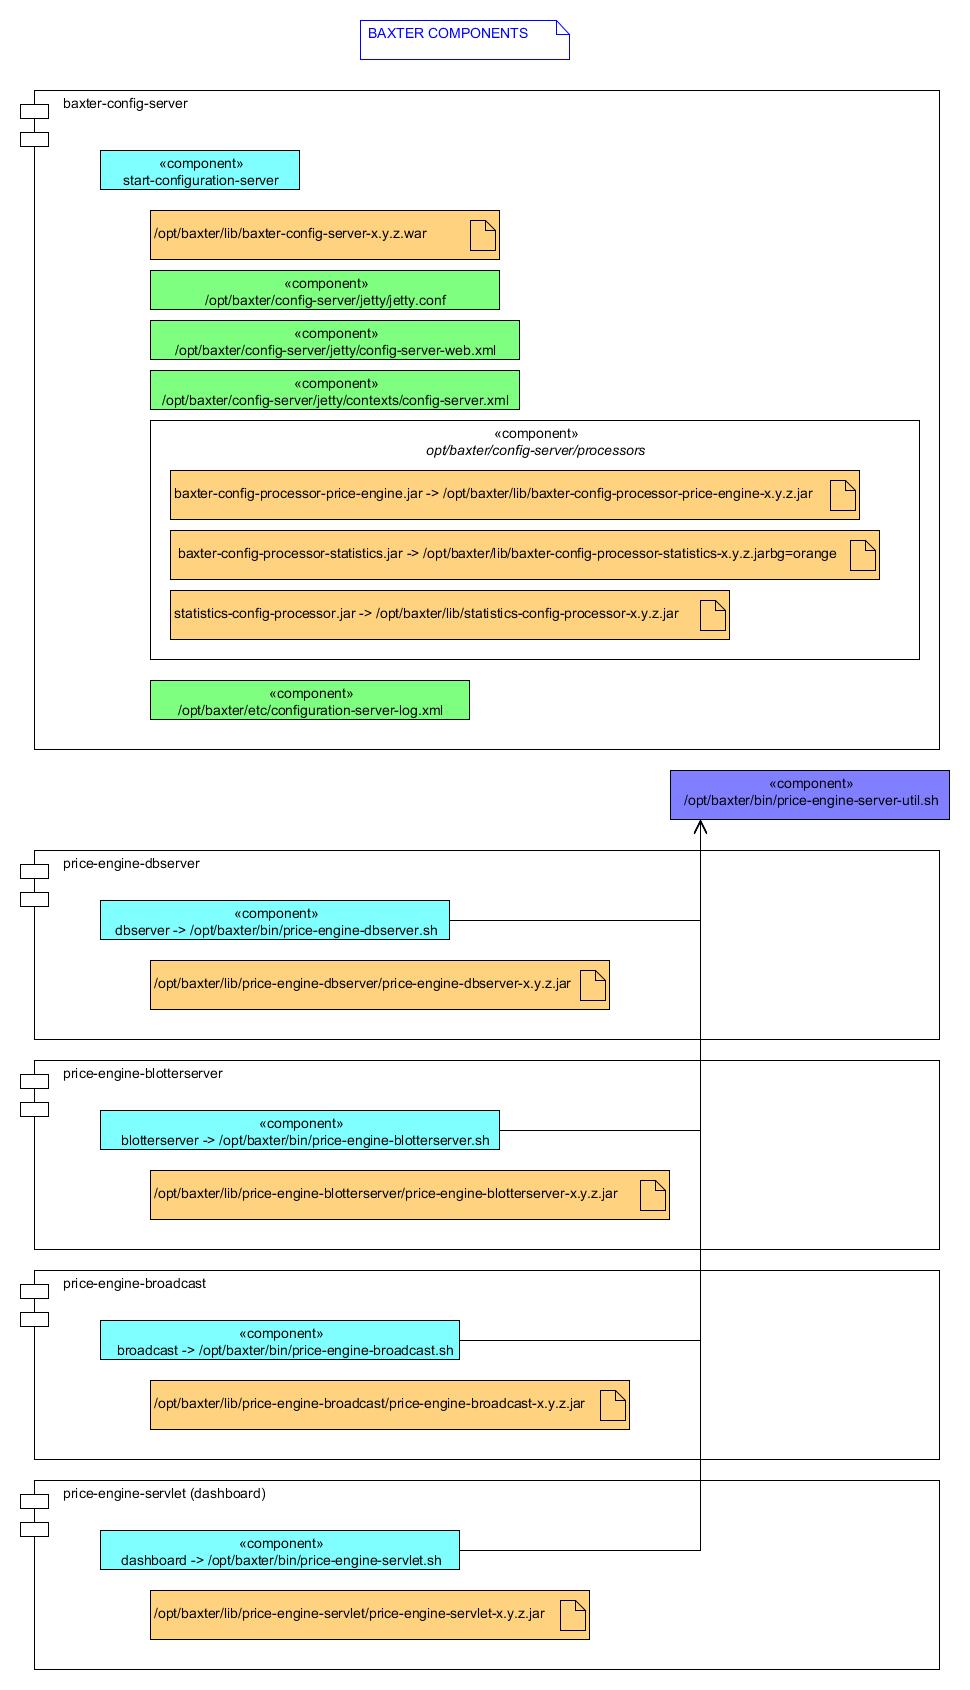 BAXTER COMPONENTS
baxter-config-server
«component»
start-configuration-server
/opt/baxter/lib/baxter-config-server-x.y.z.war
«component»
/opt/baxter/config-server/jetty/jetty.conf
«component»
/opt/baxter/config-server/jetty/config-server-web.xml
«component»
/opt/baxter/config-server/jetty/contexts/config-server.xml
«component»
opt/baxter/config-server/processors
baxter-config-processor-price-engine.jar -> /opt/baxter/lib/baxter-config-processor-price-engine-x.y.z.jar
baxter-config-processor-statistics.jar -> /opt/baxter/lib/baxter-config-processor-statistics-x.y.z.jarbg=orange
statistics-config-processor.jar -> /opt/baxter/lib/statistics-config-processor-x.y.z.jar
«component»
/opt/baxter/etc/configuration-server-log.xml
«component»
/opt/baxter/bin/price-engine-server-util.sh
price-engine-dbserver
«component»
dbserver -> /opt/baxter/bin/price-engine-dbserver.sh
/opt/baxter/lib/price-engine-dbserver/price-engine-dbserver-x.y.z.jar
price-engine-blotterserver
«component»
blotterserver -> /opt/baxter/bin/price-engine-blotterserver.sh
/opt/baxter/lib/price-engine-blotterserver/price-engine-blotterserver-x.y.z.jar
price-engine-broadcast
«component»
broadcast -> /opt/baxter/bin/price-engine-broadcast.sh
/opt/baxter/lib/price-engine-broadcast/price-engine-broadcast-x.y.z.jar
price-engine-servlet (dashboard)
«component»
dashboard -> /opt/baxter/bin/price-engine-servlet.sh
/opt/baxter/lib/price-engine-servlet/price-engine-servlet-x.y.z.jar